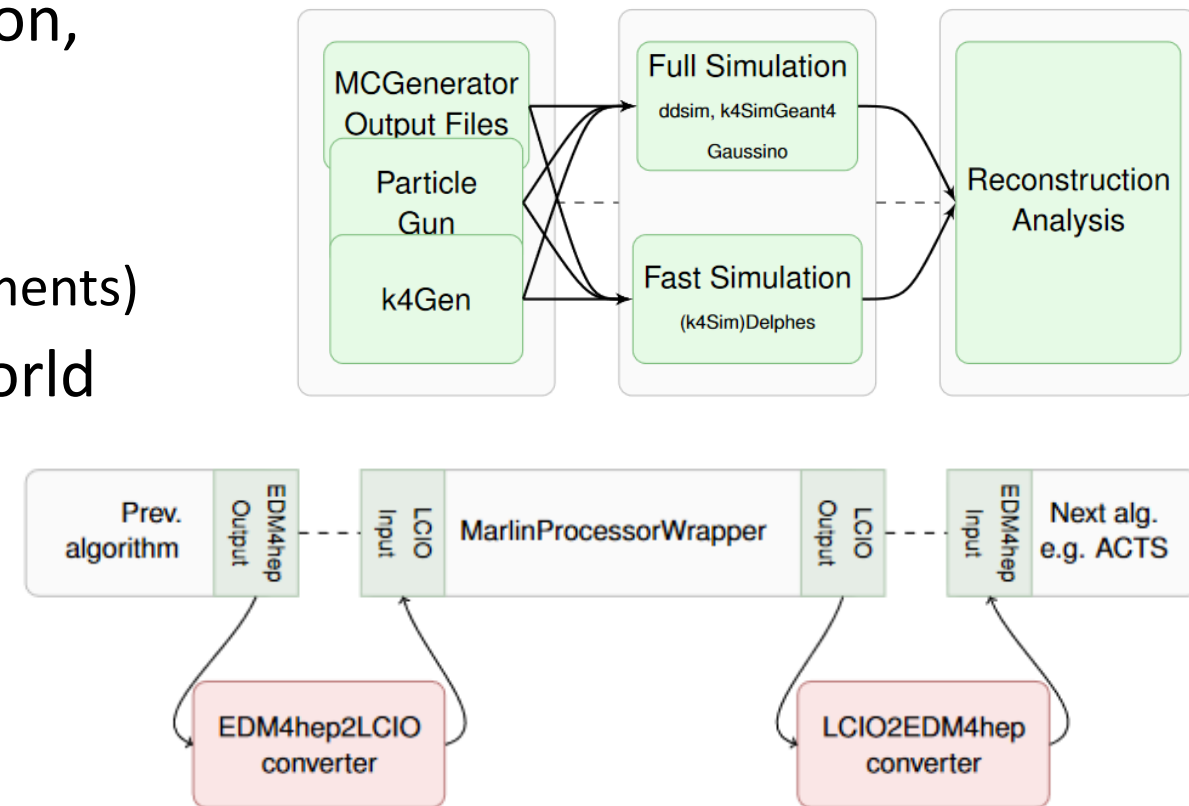 on,
ments)
orld
MCGenerator
Output Files
Particle
Gun
k4Gen
Full Simulation
ddsim, k4SimGeant4
Gaussino
Fast Simulation
(k4Sim)Delphes
Reconstruction
Analysis
Prev.
algorithm
EDM4hep
Output
LCIO
Input
MarlinProcessorWrapper
LCIO
Output
EDM4hep
Input
Next alg.
e.g. ACTS
EDM4hep2LCIO
converter
LCIO2EDM4hep
converter